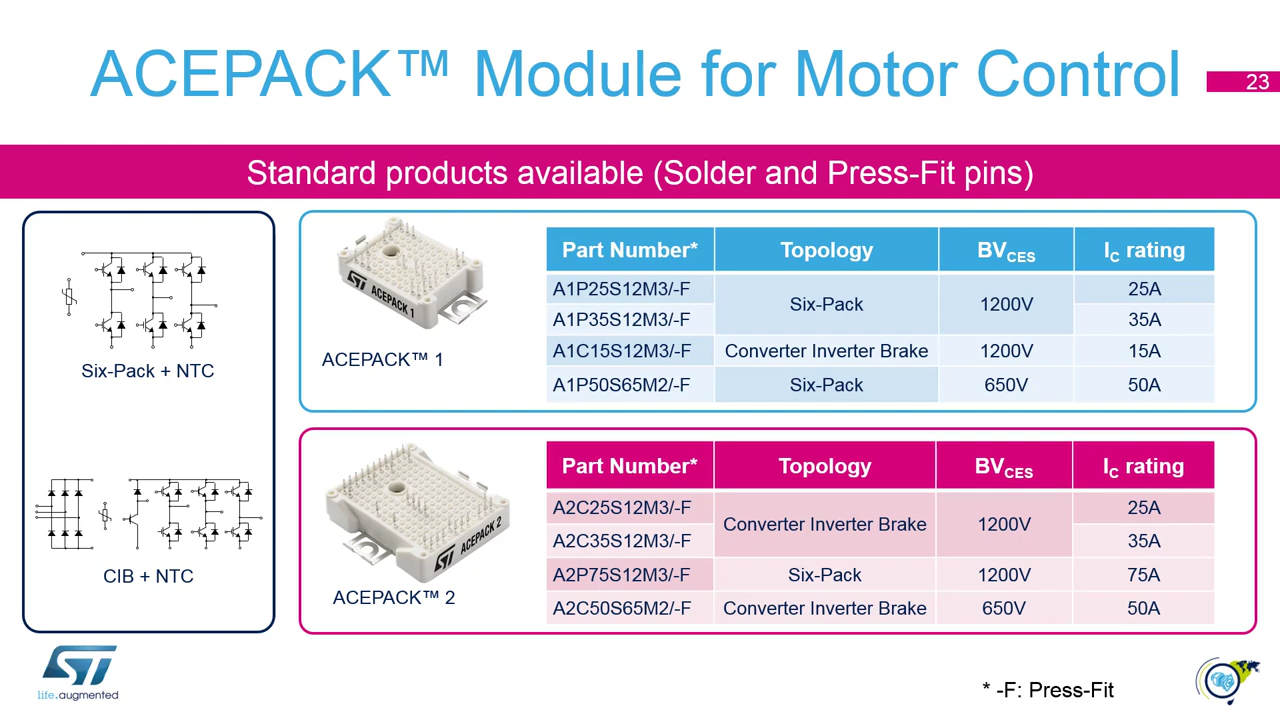 ACEPACK™ Module for Motor Control
23
Standard products available (Solder and Press-Fit pins)
Six-Pack + NTC
CIB + NTC
ACEPACK 1
ACEPACK™ 1
Part Number* Topology BVCES IC rating
A1P25S12M3/-F Six-Pack 1200V 25A
A1P35S12M3/-F 35A
A1C15S12M3/-F Converter Inverter Brake 1200V 15A
A1P50S65M2/-F Six-Pack 650V 50A
ACEPACK 2
ACEPACK™ 2
Part Number* Topology BVCES IC rating
A2C25S12M3/-F Converter Inverter Brake 1200V 25A
A2C35S12M3/-F 35A
A2P75S12M3/-F Six-Pack 1200V 75A
A2C50S65M2/-F Converter Inverter Brake 650V 50A
ST
life.augmented
* -F: Press-Fit